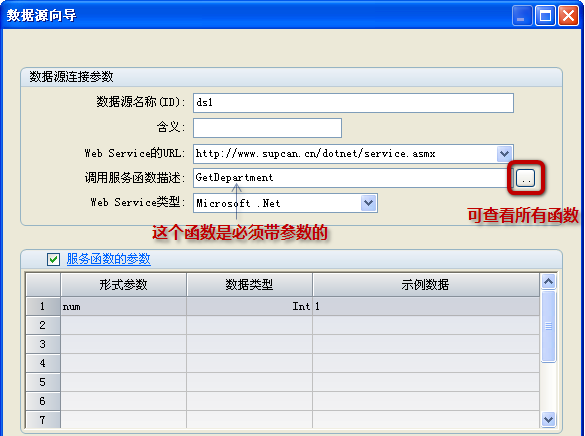 数据源向导
数据源连接参数
数据源名称(ID): ds1
含义:
Web Service的URL: http://www.supcan.cn/dotnet/service.asmx
调用服务函数描述: GetDepartment ..
Web Service类型: Microsoft .Net
可查看所有函数
这个函数是必须带参数的
服务函数的参数
形式参数 数据类型 示例数据
1 num Int 1
2
3
4
5
6
7